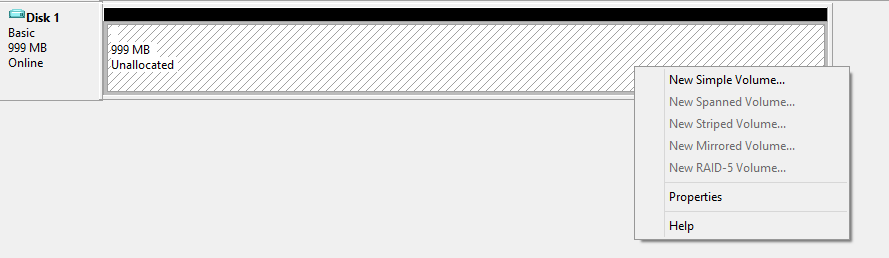 Disk 1
Basic
999 MB
Online
999 MB
Unallocated
New Simple Volume...
New Spanned Volume...
New Striped Volume...
New Mirrored Volume...
New RAID-5 Volume...
Properties
Help